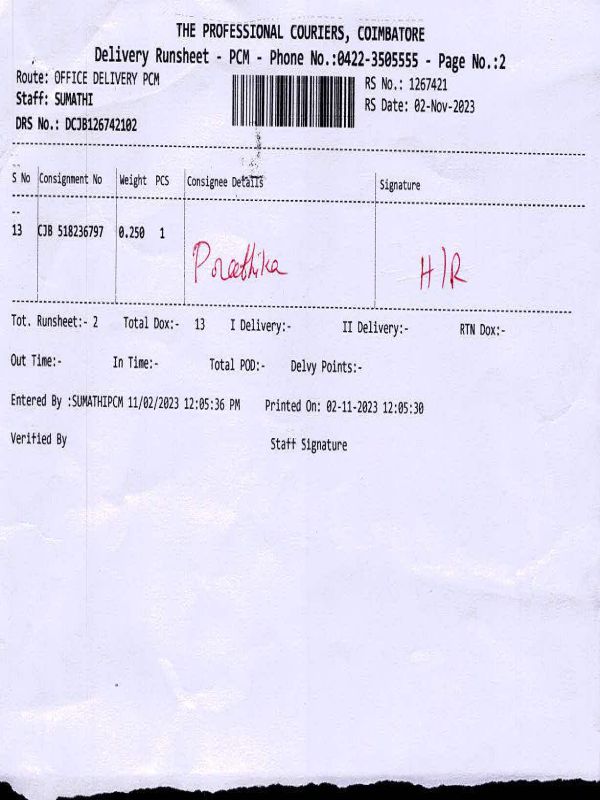 THE PROFESSIONAL COURIERS, COIMBATORE
Delivery Runsheet - PCM - Phone No.:0422-3505555 - Page No.:2
Route: OFFICE DELIVERY PCM RS No.: 1267421
Staff: SUMATHI RS Date: 02-Nov-2023
DRS No.: DCJB126742102
S No Consignment No Weight PCS Consignee Details Signature
--
13 CJB 518236797 0.250 1
Porathika H/R
Tot. Runsheet:- 2 Total Dox:- 13 I Delivery:- II Delivery:- RTN Dox:-
Out Time:- In Time:- Total POD:- Delvy Points:-
Entered By :SUMATHIPCM 11/02/2023 12:05:36 PM Printed On: 02-11-2023 12:05:30
Verified By Staff Signature